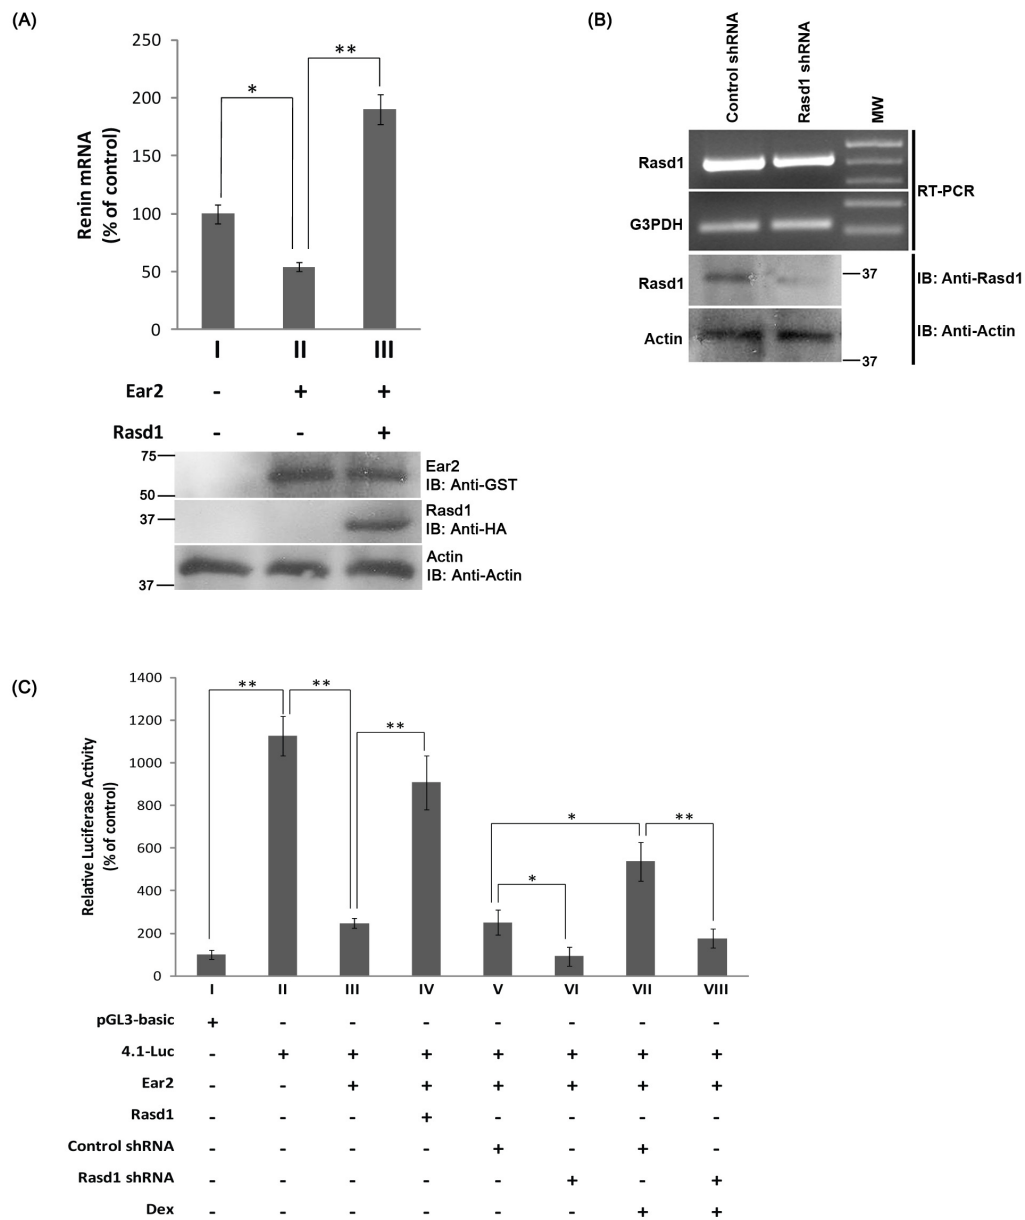 (A)
250
200
150
100
50
0
Renin mRNA
(% of control)
*
**
I II III
Ear2 - + +
Rasd1 - - +
75
50
Ear2
IB: Anti-GST
37
Rasd1
IB: Anti-HA
37
Actin
IB: Anti-Actin
(B)
Control shRNA
Rasd1 shRNA
MW
Rasd1
G3PDH
RT-PCR
Rasd1
37
IB: Anti-Rasd1
Actin
37
IB: Anti-Actin
(C)
1400
1200
1000
800
600
400
200
0
Relative Luciferase Activity
(% of control)
** ** ** * * **
I II III IV V VI VII VIII
pGL3-basic + - - - - - - -
4.1-Luc - + + + + + + +
Ear2 - - + + + + + +
Rasd1 - - - + - - - -
Control shRNA - - - - + - + -
Rasd1 shRNA - - - - - + - +
Dex - - - - - - + +